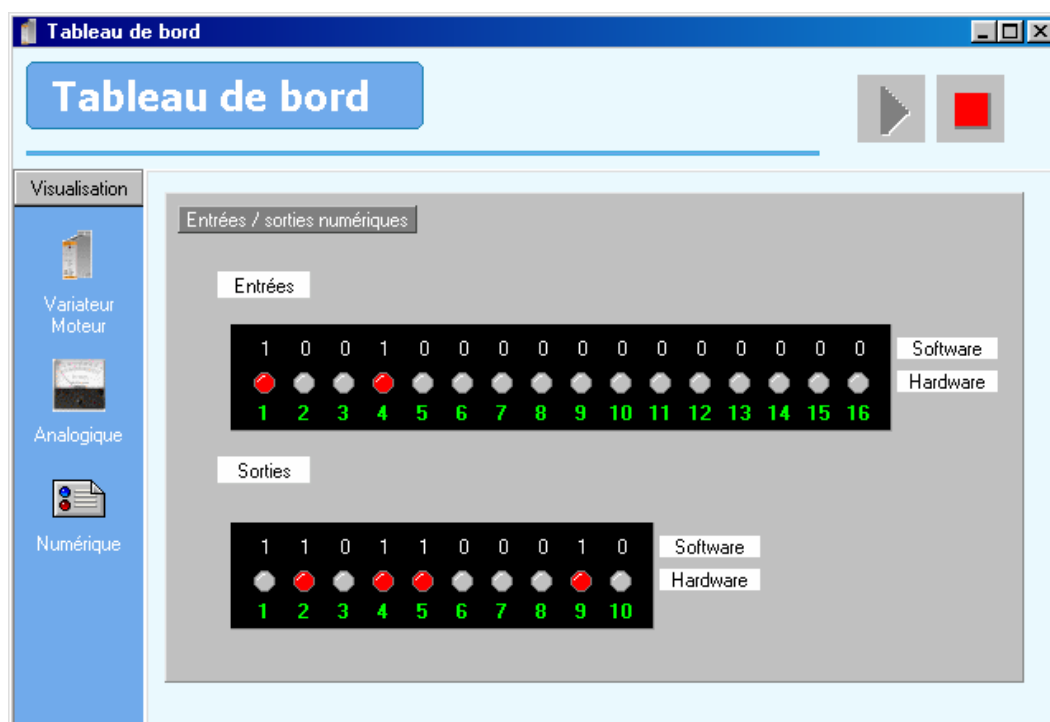 Tableau de bord
Tableau de bord
Visualisation
Variateur
Moteur
Analogique
Numérique
Entrées / sorties numériques
Entrées
1 0 0 1 0 0 0 0 0 0 0 0 0 0 0 0 Software
Hardware
1 2 3 4 5 6 7 8 9 10 11 12 13 14 15 16
Sorties
1 1 0 1 1 0 0 0 1 0 Software
Hardware
1 2 3 4 5 6 7 8 9 10